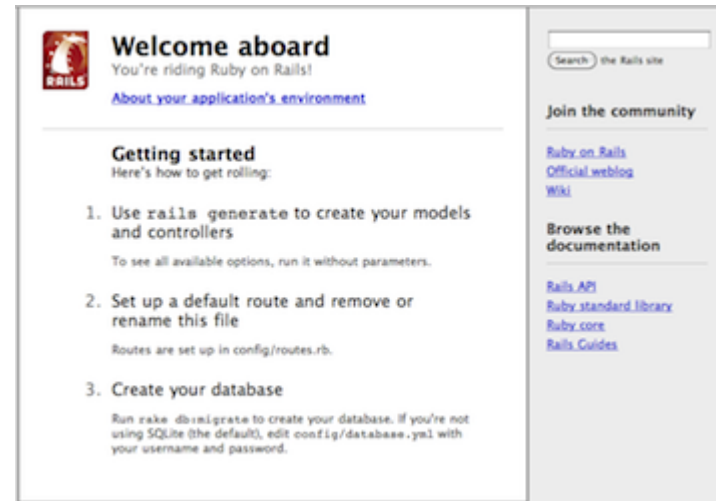 RAILS
Welcome aboard
You're riding Ruby on Rails!
About your application's environment
Getting started
Here's how to get rolling:
1. Use rails generate to create your models
and controllers
To see all available options, run it without parameters.
2. Set up a default route and remove or
rename this file
Routes are set up in config/routes.rb.
3. Create your database
Run rake db:migrate to create your database. If you're not
using SQLite (the default), edit config/database.yml with
your username and password.
Search the Rails site
Join the community
Ruby on Rails
Official weblog
Wiki
Browse the
documentation
Rails API
Ruby standard library
Ruby core
Rails Guides